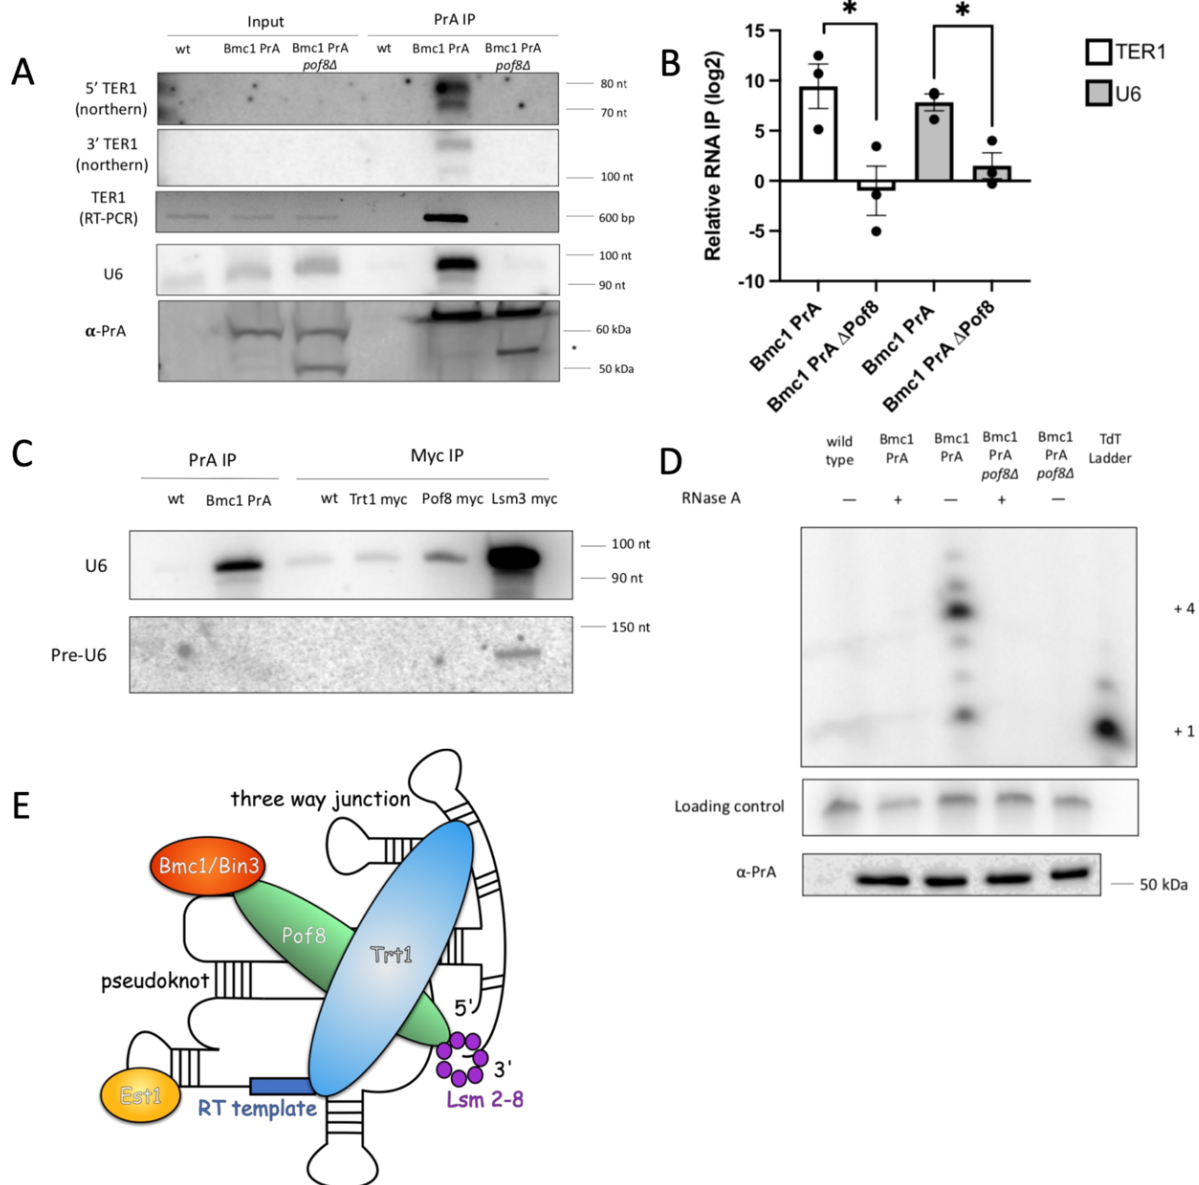 A
Input
PrA IP
wt
Bmc1 PrA
Bmc1 PrA
pof8Δ
wt
Bmc1 PrA
Bmc1 PrA
pof8Δ
5’ TER1
(northern)
80 nt
70 nt
3’ TER1
(northern)
100 nt
TER1
(RT-PCR)
600 bp
U6
100 nt
90 nt
α-PrA
60 kDa
*
50 kDa
B
Relative RNA IP (log2)
15
10
5
0
-5
-10
*
*
Bmc1 PrA
Bmc1 PrA ΔPof8
Bmc1 PrA
Bmc1 PrA ΔPof8
TER1
U6
C
PrA IP
Myc IP
wt
Bmc1 PrA
wt
Trt1 myc
Pof8 myc
Lsm3 myc
U6
100 nt
90 nt
Pre-U6
150 nt
D
wild
type
Bmc1
PrA
Bmc1
PrA
Bmc1
PrA
pof8Δ
Bmc1
PrA
pof8Δ
TdT
Ladder
RNase A
— + — + —
+ 4
+ 1
Loading control
α-PrA
50 kDa
E
three way junction
Bmc1/Bin3
Pof8
Trt1
pseudoknot
5'
3'
Est1
RT template
Lsm 2-8